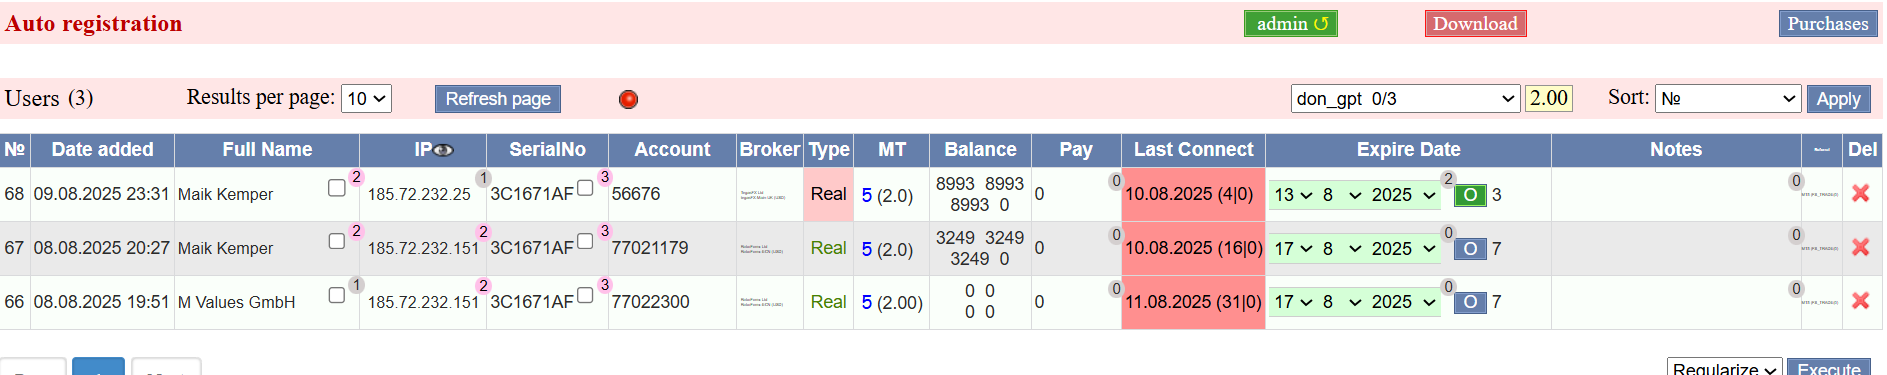 Auto registration admin ↺ Download Purchases
Users (3) Results per page: 10 Refresh page don_gpt 0/3 2.00 Sort: № Apply
№ Date added Full Name IP SerialNo Account Broker Type MT Balance Pay Last Connect Expire Date Notes Del
68 09.08.2025 23:31 Maik Kemper 2 185.72.232.25 1 3C1671AF 3 56676 Real 5 (2.0) 8993 8993 0 0 10.08.2025 (4|0) 13 8 2025 2 O 3 0
8993 0
67 08.08.2025 20:27 Maik Kemper 2 185.72.232.151 2 3C1671AF 3 77021179 Real 5 (2.0) 3249 3249 0 0 10.08.2025 (16|0) 17 8 2025 0 O 7 0
3249 0
66 08.08.2025 19:51 M Values GmbH 1 185.72.232.151 2 3C1671AF 3 77022300 Real 5 (2.00) 0 0 0 0 11.08.2025 (31|0) 17 8 2025 0 O 7 0
0 0
Regularize Execute